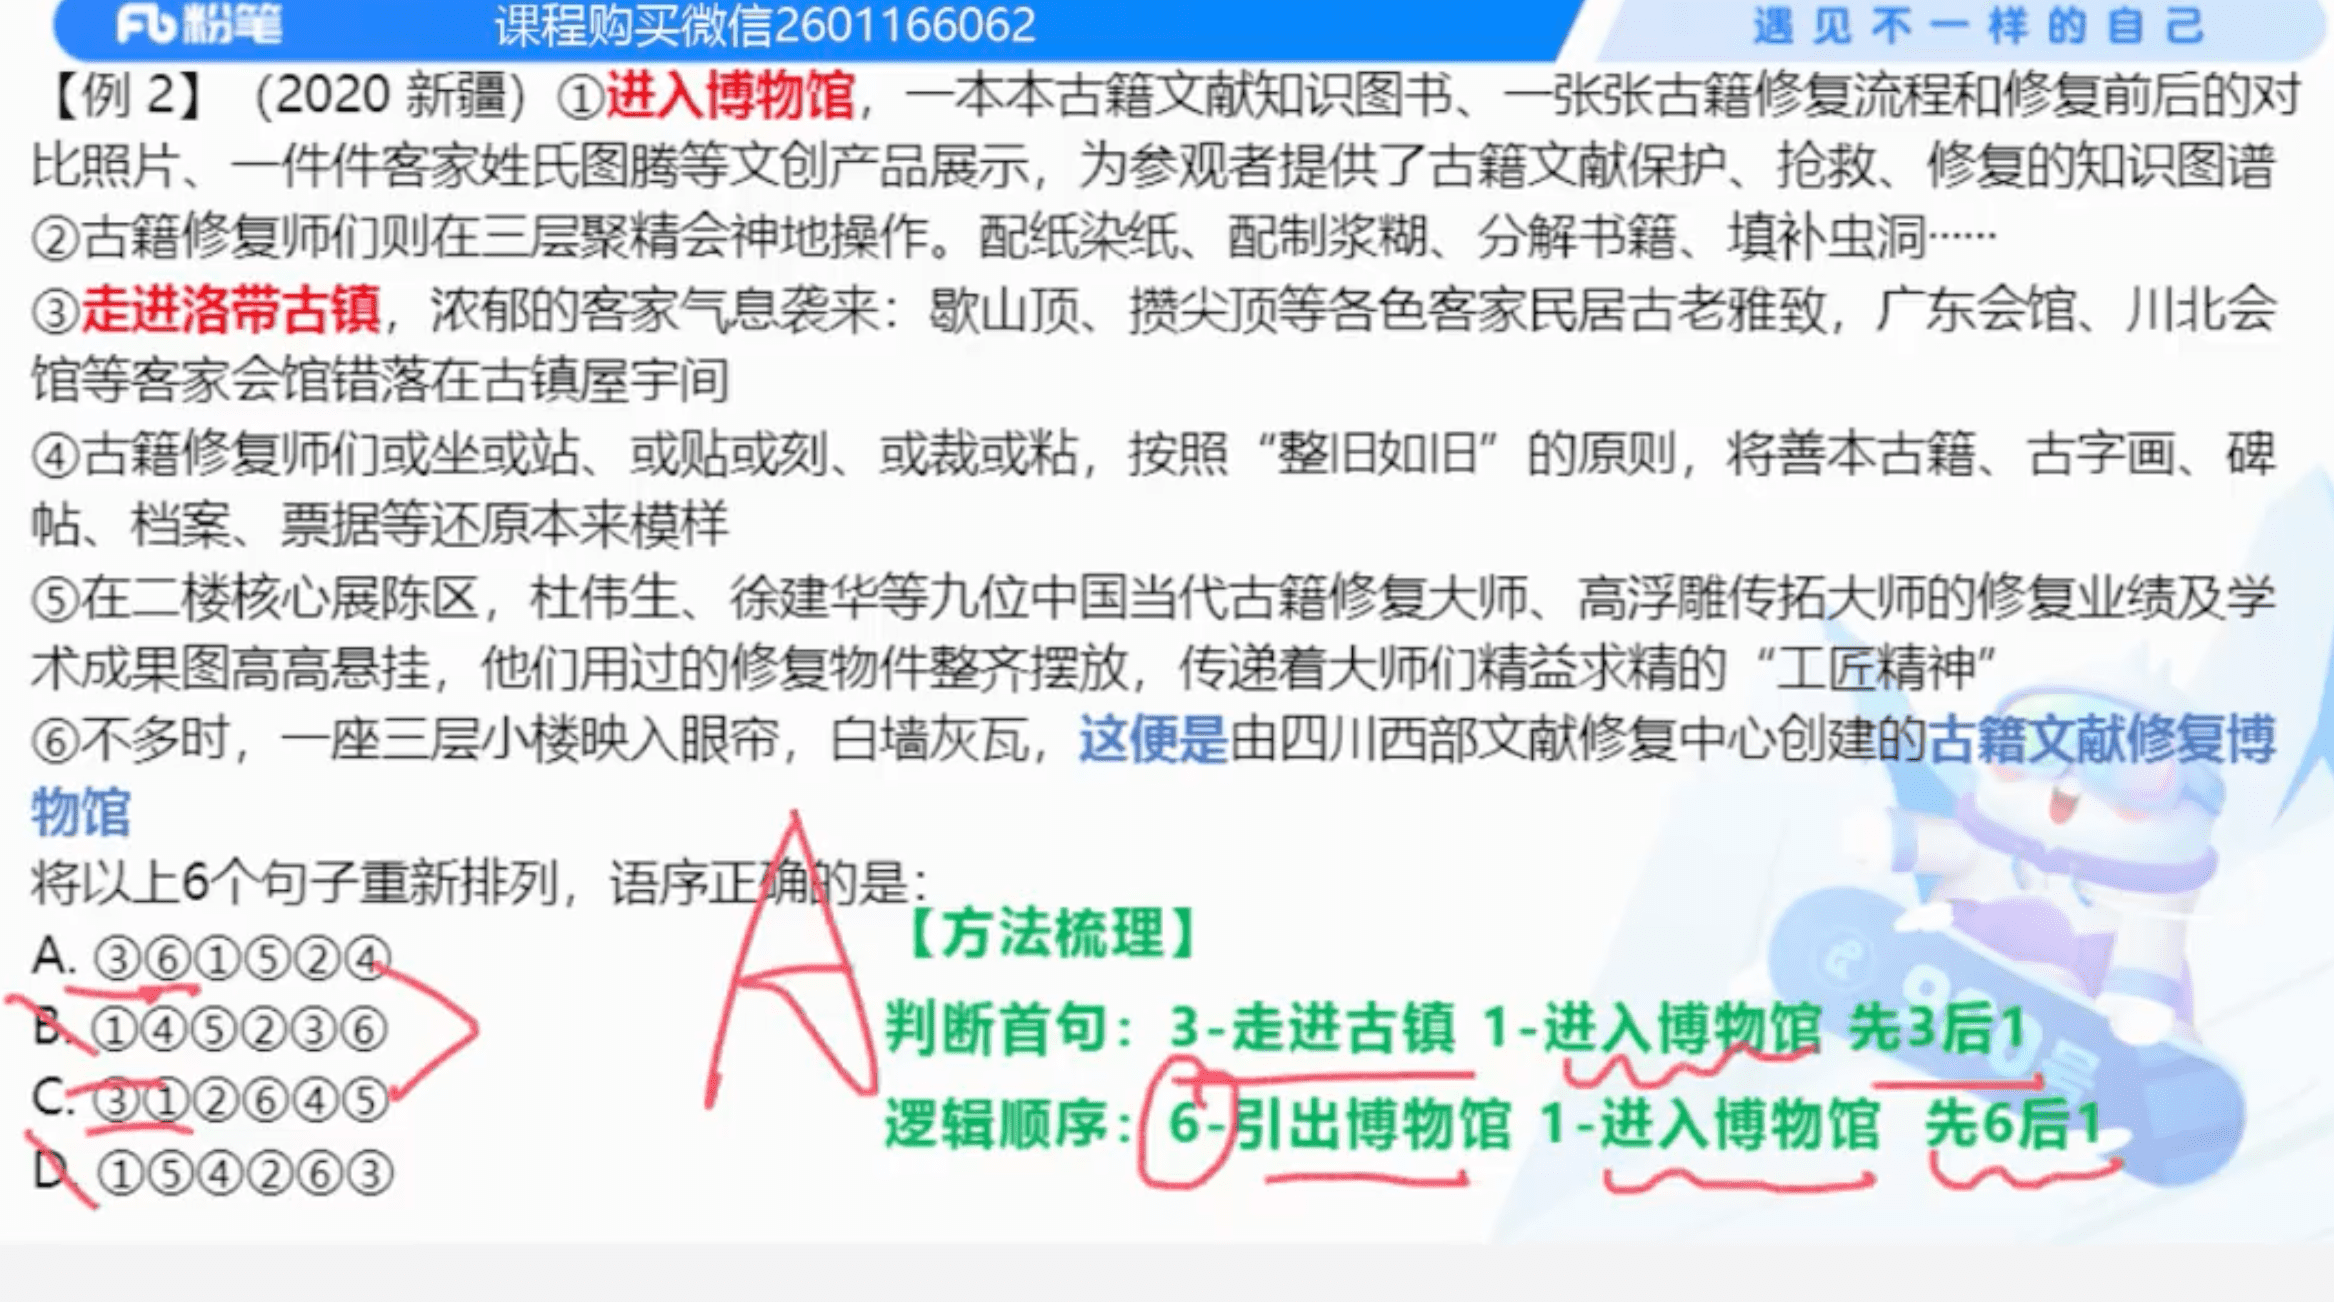 粉笔 课程购买微信2601166062 遇见不一样的自己
【例 2】（2020 新疆）①进入博物馆，一本本古籍文献知识图书、一张张古籍修复流程和修复前后的对
比照片、一件件客家姓氏图腾等文创产品展示，为参观者提供了古籍文献保护、抢救、修复的知识图谱
②古籍修复师们则在三层聚精会神地操作。配纸染纸、配制浆糊、分解书籍、填补虫洞……
③走进洛带古镇，浓郁的客家气息袭来：歇山顶、攒尖顶等各色客家民居古老雅致，广东会馆、川北会
馆等客家会馆错落在古镇屋宇间
④古籍修复师们或坐或站、或贴或刻、或裁或粘，按照“整旧如旧”的原则，将善本古籍、古字画、碑
帖、档案、票据等还原本来模样
⑤在二楼核心展陈区，杜伟生、徐建华等九位中国当代古籍修复大师、高浮雕传拓大师的修复业绩及学
术成果图高高悬挂，他们用过的修复物件整齐摆放，传递着大师们精益求精的“工匠精神”
⑥不多时，一座三层小楼映入眼帘，白墙灰瓦，这便是由四川西部文献修复中心创建的古籍文献修复博
物馆
将以上6个句子重新排列，语序正确的是：
A
【方法梳理】
A. ③⑥①⑤②④
B. ①④⑤②③⑥
判断首句：3-走进古镇 1-进入博物馆 先3后1
C. ③①②⑥④⑤
逻辑顺序：6-引出博物馆 1-进入博物馆 先6后1
D. ①⑤④②⑥③